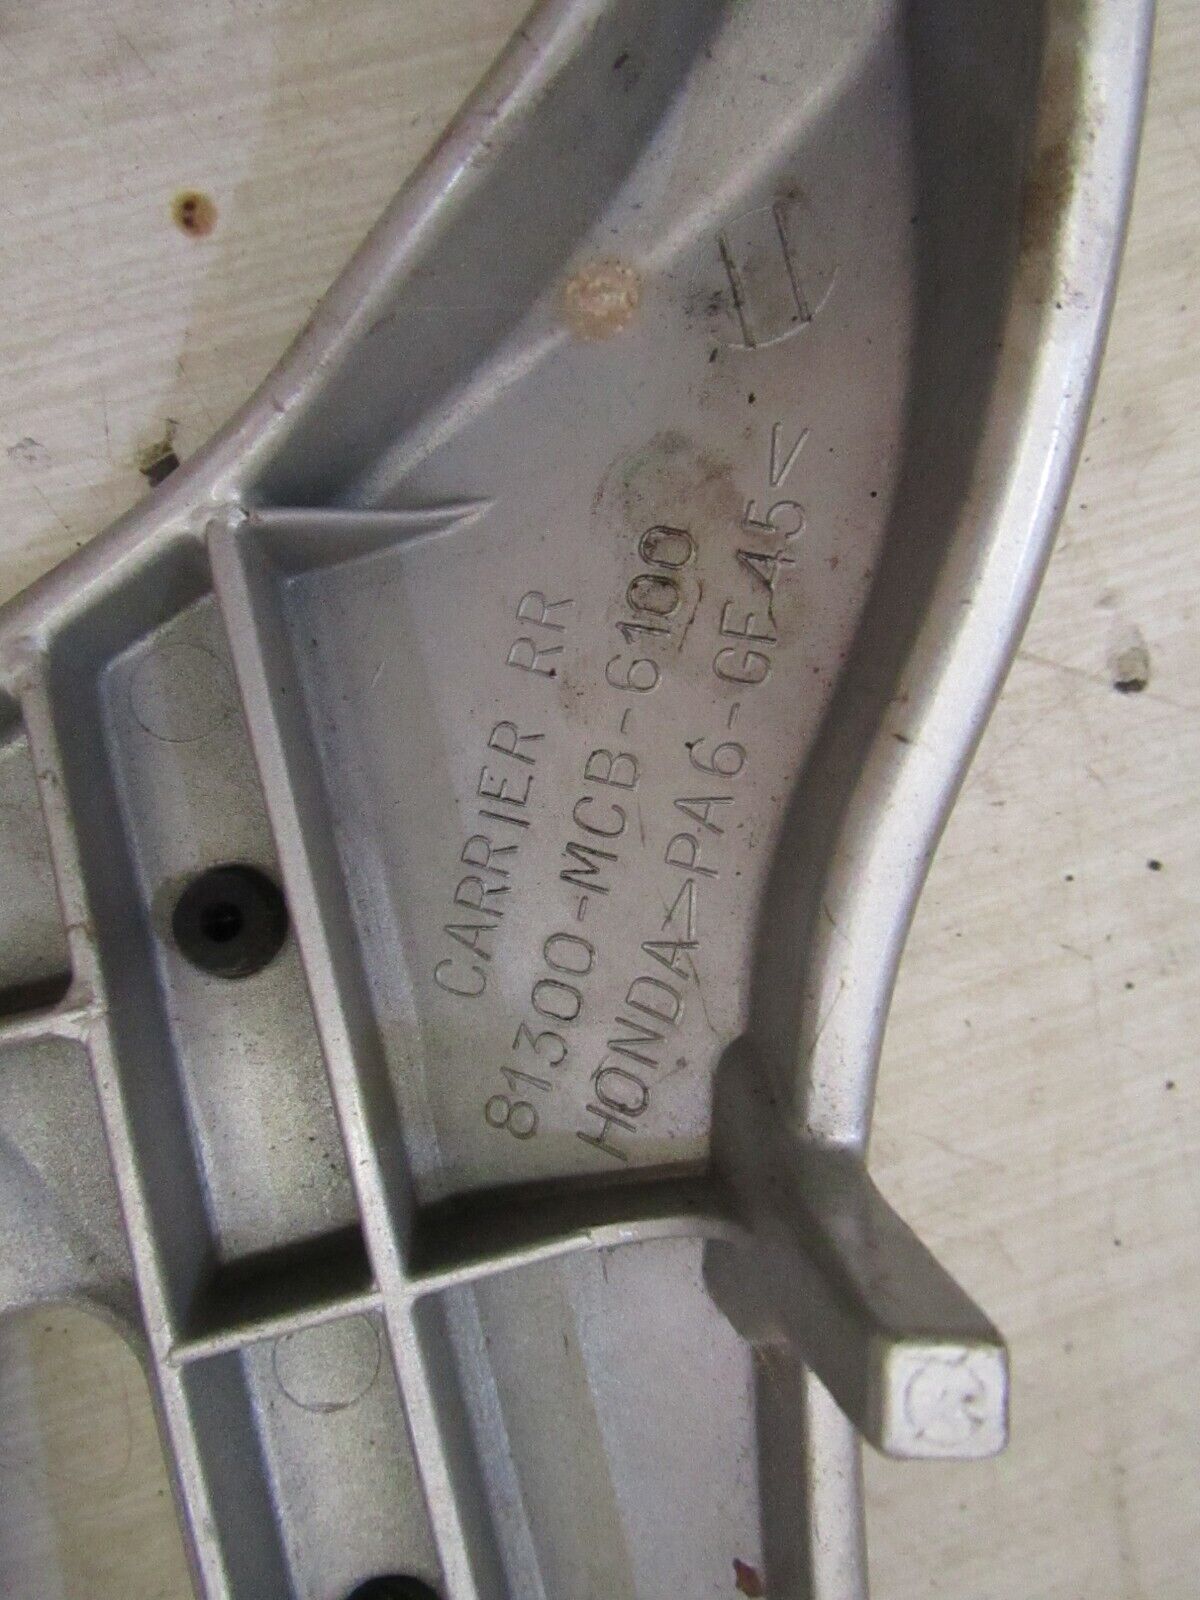 CARRIER RR
81300-MCB-6100
HONDA >PA6-GF45<